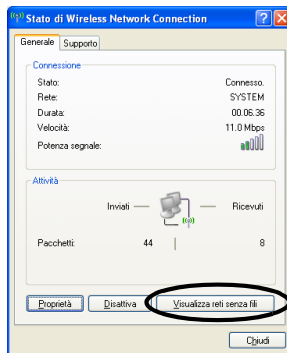 Stato di Wireless Network Connection
Generale Supporto
Connessione
Stato: Connesso.
Rete: SYSTEM
Durata: 00.06.36
Velocità: 11.0 Mbps
Potenza segnale:
Attività
Inviati Ricevuti
Pacchetti: 44 8
Proprietà Disattiva Visualizza reti senza fili
Chiudi